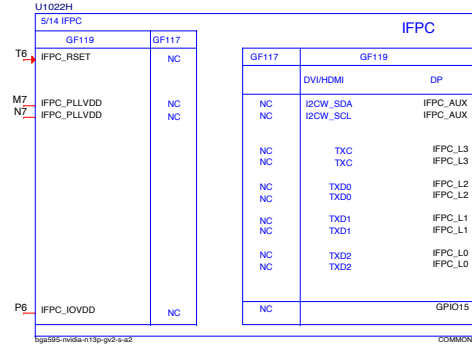 U1022H
5/14 IFPC
IFPC
GF119 GF117
T6 IFPC_RSET NC
GF117 GF119
DVI/HDMI DP
M7 IFPC_PLLVDD NC
N7 IFPC_PLLVDD NC
NC I2CW_SDA IFPC_AUX
NC I2CW_SCL IFPC_AUX
NC TXC IFPC_L3
NC TXC IFPC_L3
NC TXD0 IFPC_L2
NC TXD0 IFPC_L2
NC TXD1 IFPC_L1
NC TXD1 IFPC_L1
NC TXD2 IFPC_L0
NC TXD2 IFPC_L0
P6 IFPC_IOVDD NC
NC GPIO15
bga595-nvidia-n13p-gv2-s-a2 COMMON